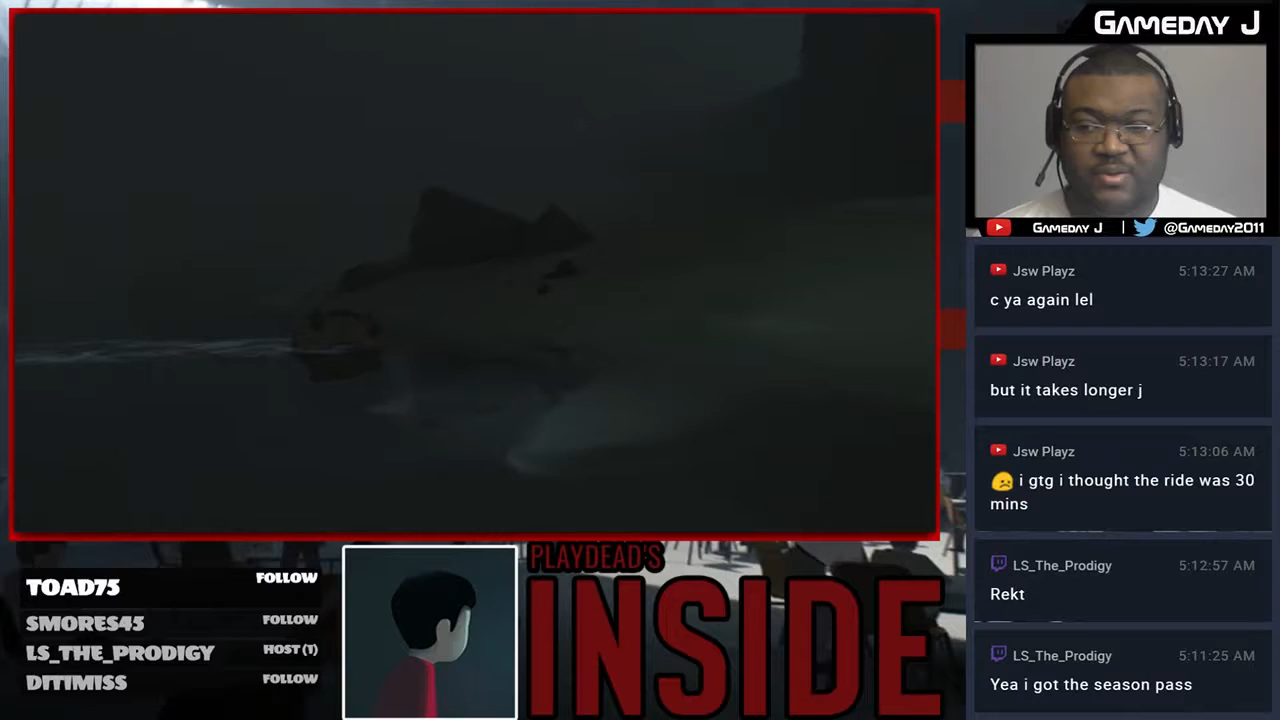 GAMEDAY J
GAMEDAY J | @GAMEDAY2011
Jsw Playz 5:13:27 AM
c ya again lel
Jsw Playz 5:13:17 AM
but it takes longer j
Jsw Playz 5:13:06 AM
😞 i gtg i thought the ride was 30
mins
LS_The_Prodigy 5:12:57 AM
Rekt
LS_The_Prodigy 5:11:25 AM
Yea i got the season pass
TOAD75 FOLLOW
SMORES45 FOLLOW
LS_THE_PRODIGY HOST (1)
DITIMISS FOLLOW
PLAYDEAD'S
INSIDE